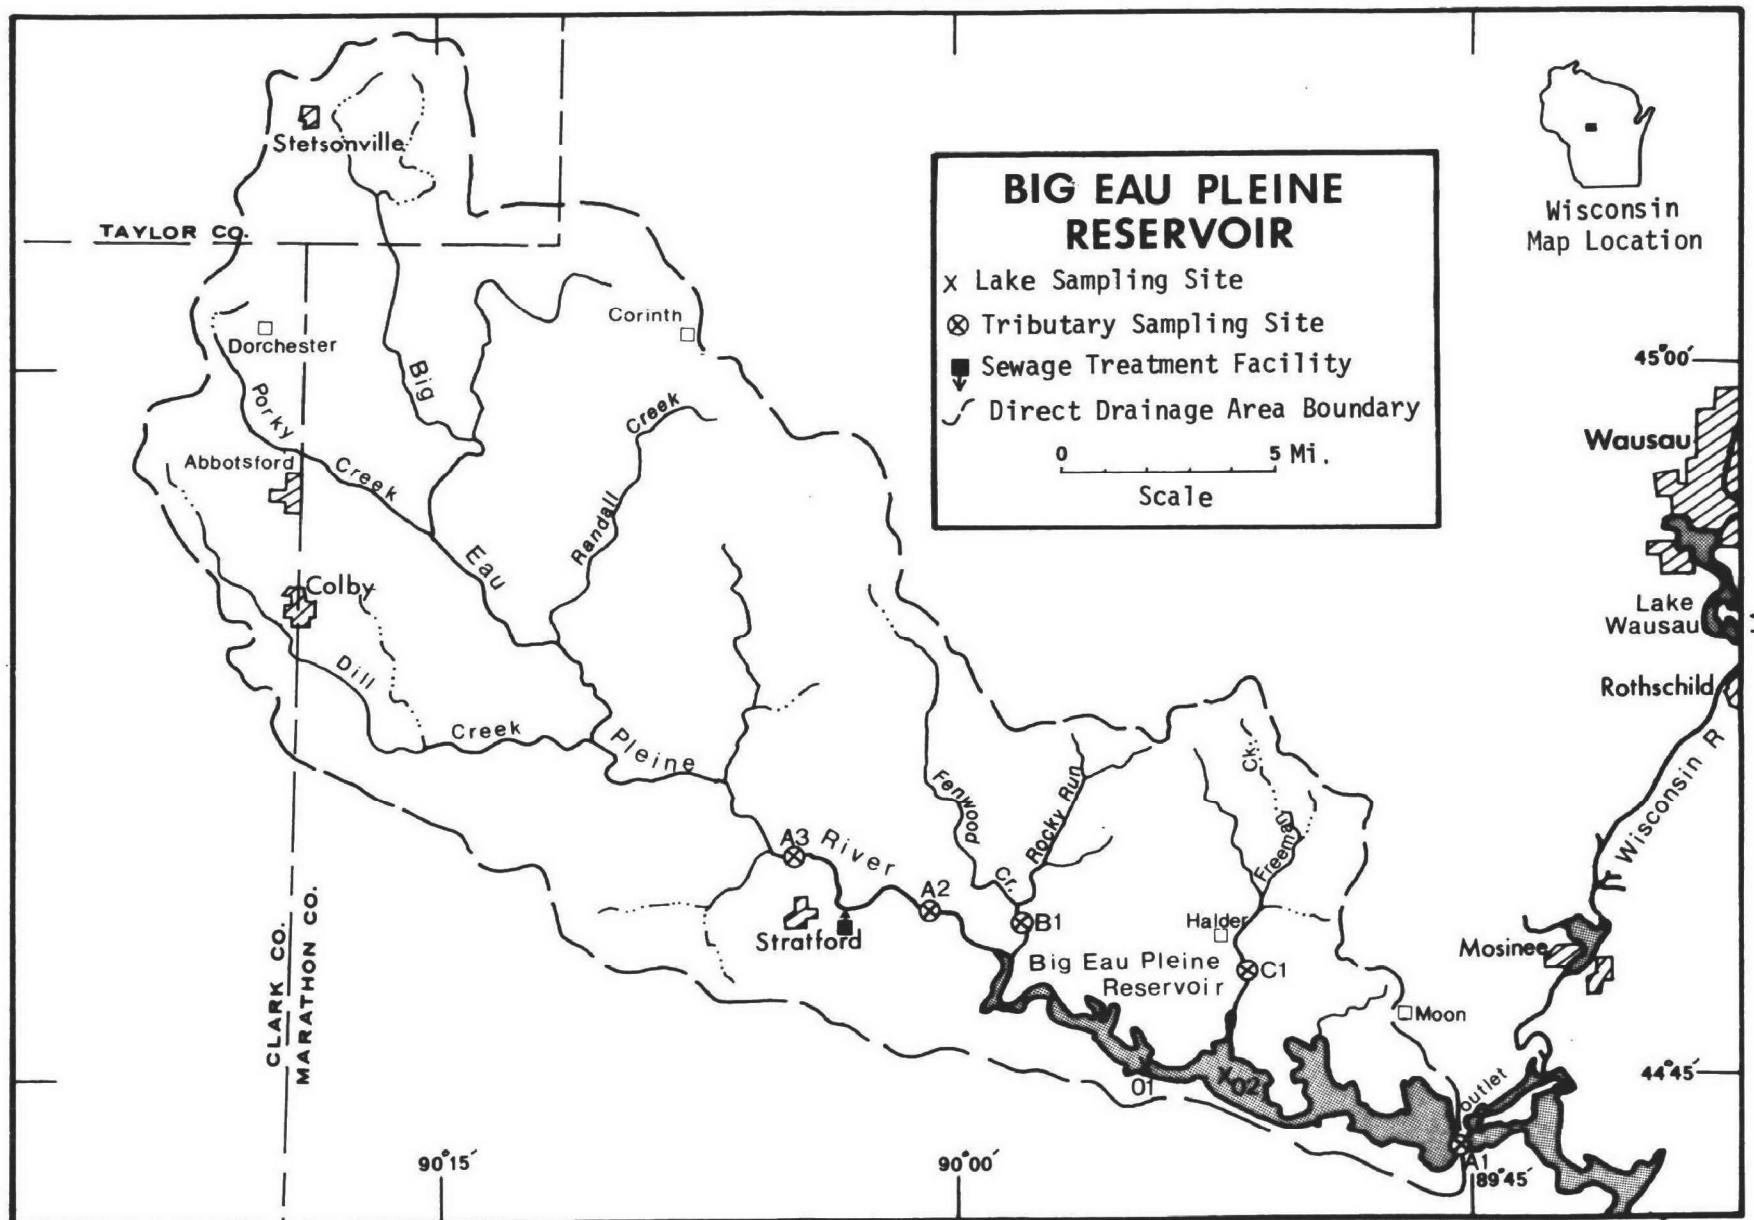 Stetsonville
TAYLOR CO.
Dorchester
Corinth
BIG EAU PLEINE
RESERVOIR
x Lake Sampling Site
⊗ Tributary Sampling Site
Sewage Treatment Facility
Direct Drainage Area Boundary
0 5 Mi.
Scale
Wisconsin
Map Location
45°00′
Wausau
Lake
Wausau
Rothschild
Wisconsin R
Mosinee
Big
Porky
Creek
Abbotsford
Randall
Creek
Eau
Colby
Dill
Creek
Pleine
River
A3
A2
Stratford
Fenwood
Cr.
Rocky Run
B1
Freeman
Ck.
Halder
C1
Big Eau Pleine
Reservoir
Moon
CLARK CO.
MARATHON CO.
01
x02
outlet
A1
44°45′
90°15′
90°00′
89°45′